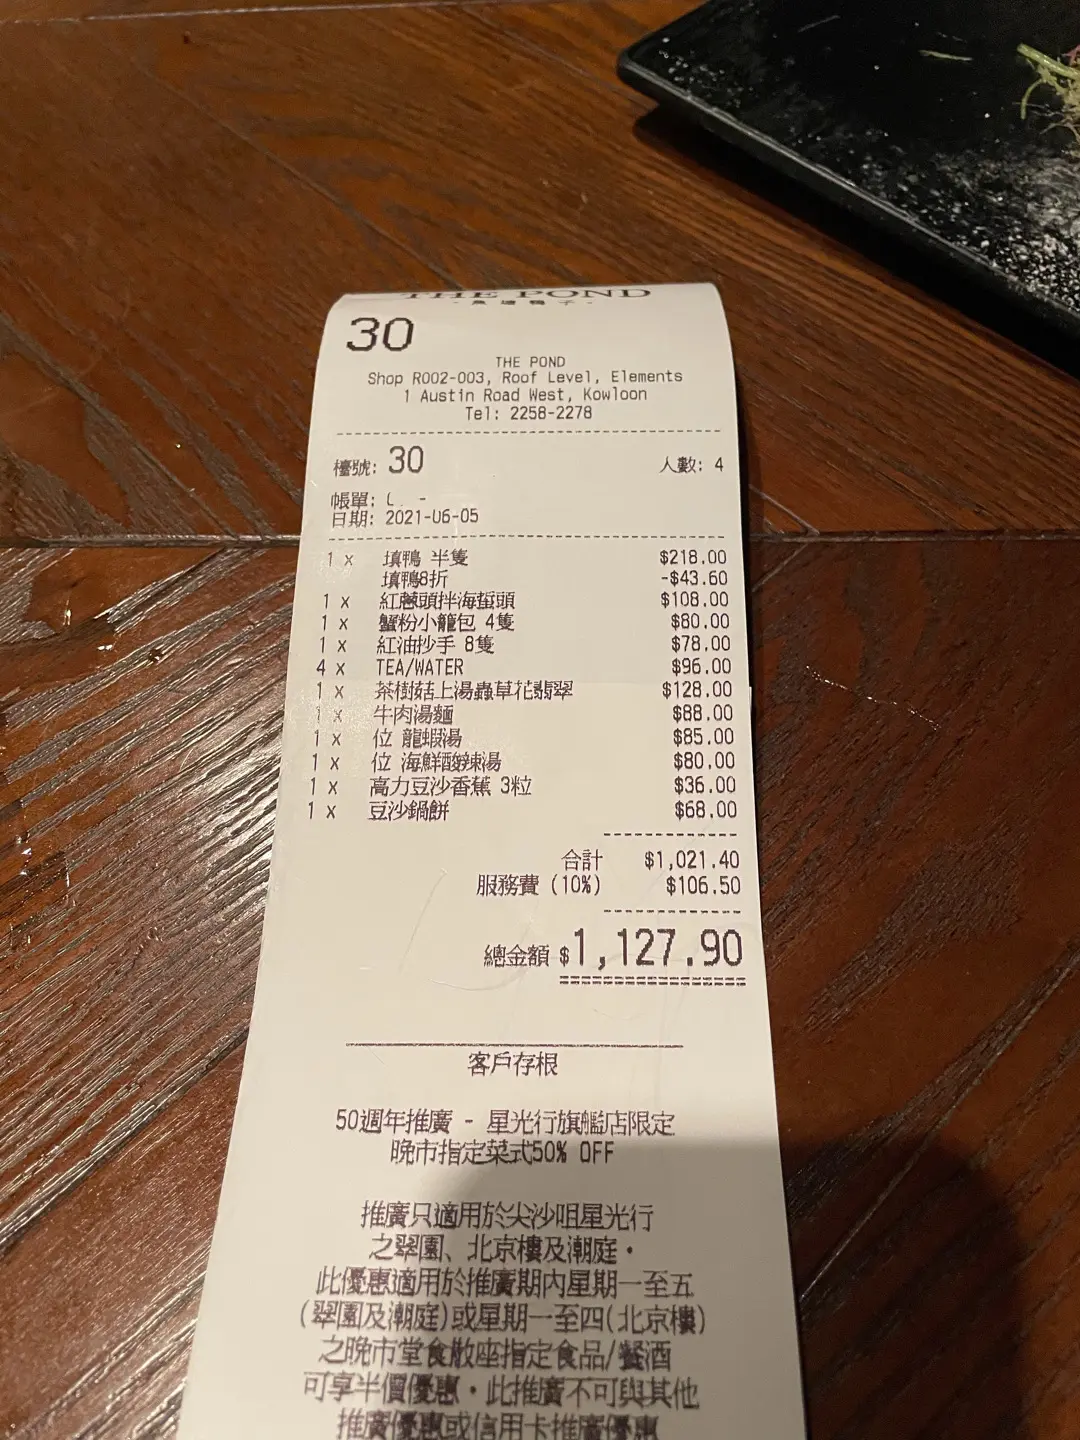 THE POND
30
THE POND
Shop R002-003, Roof Level, Elements
1 Austin Road West, Kowloon
Tel: 2258-2278
檯號: 30 人數: 4
帳單:
日期: 2021-06-05
1 x 填鴨 半隻 $218.00
填鴨8折 -$43.60
1 x 紅蔥頭拌海蜇頭 $108.00
1 x 蟹粉小籠包 4隻 $80.00
1 x 紅油抄手 8隻 $78.00
4 x TEA/WATER $96.00
1 x 茶樹菇上湯蟲草花翡翠 $128.00
1 x 牛肉湯麵 $88.00
1 x 位 龍蝦湯 $85.00
1 x 位 海鮮酸辣湯 $80.00
1 x 高力豆沙香蕉 3粒 $36.00
1 x 豆沙鍋餅 $68.00
合計 $1,021.40
服務費 (10%) $106.50
總金額 $1,127.90
客戶存根
50週年推廣 - 星光行旗艦店限定
晚市指定菜式50% OFF
推廣只適用於尖沙咀星光行
之翠園、北京樓及潮庭。
此優惠適用於推廣期內星期一至五
(翠園及潮庭)或星期一至四(北京樓)
之晚市堂食散座指定食品/餐酒
可享半價優惠。此推廣不可與其他
推廣優惠或信用卡推廣優惠